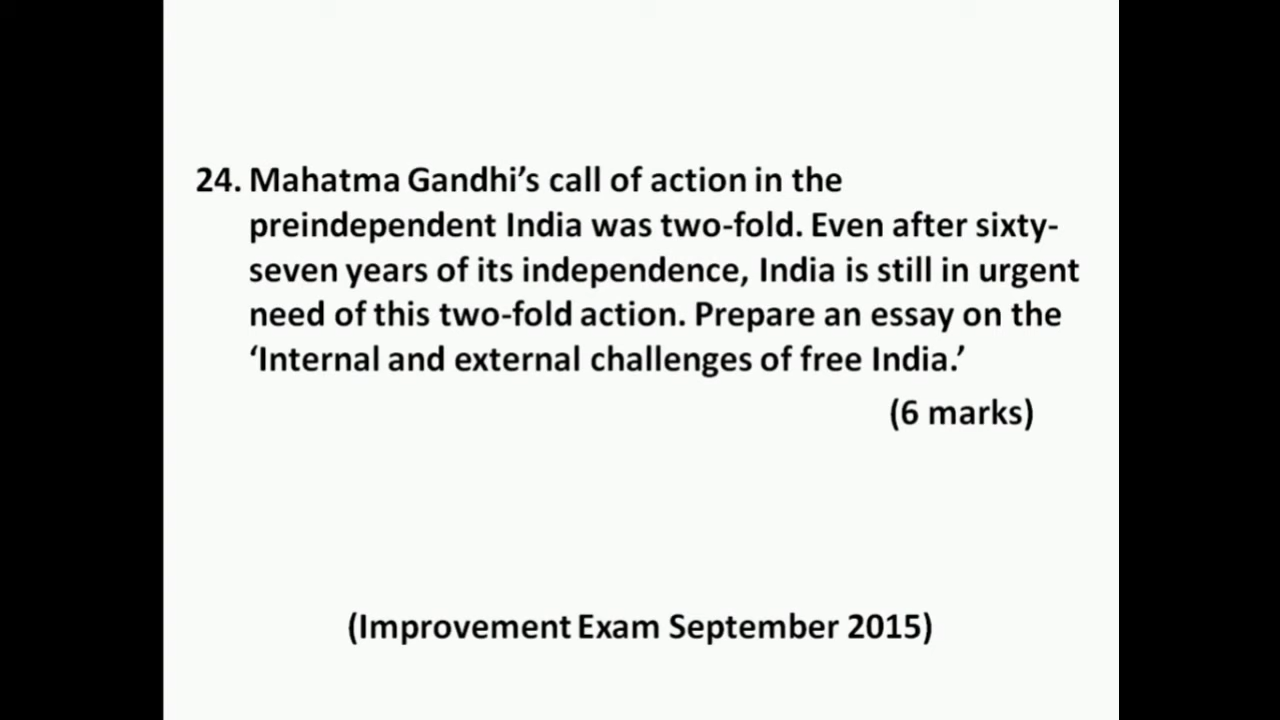 24. Mahatma Gandhi’s call of action in the
preindependent India was two-fold. Even after sixty-
seven years of its independence, India is still in urgent
need of this two-fold action. Prepare an essay on the
‘Internal and external challenges of free India.’
(6 marks)
(Improvement Exam September 2015)